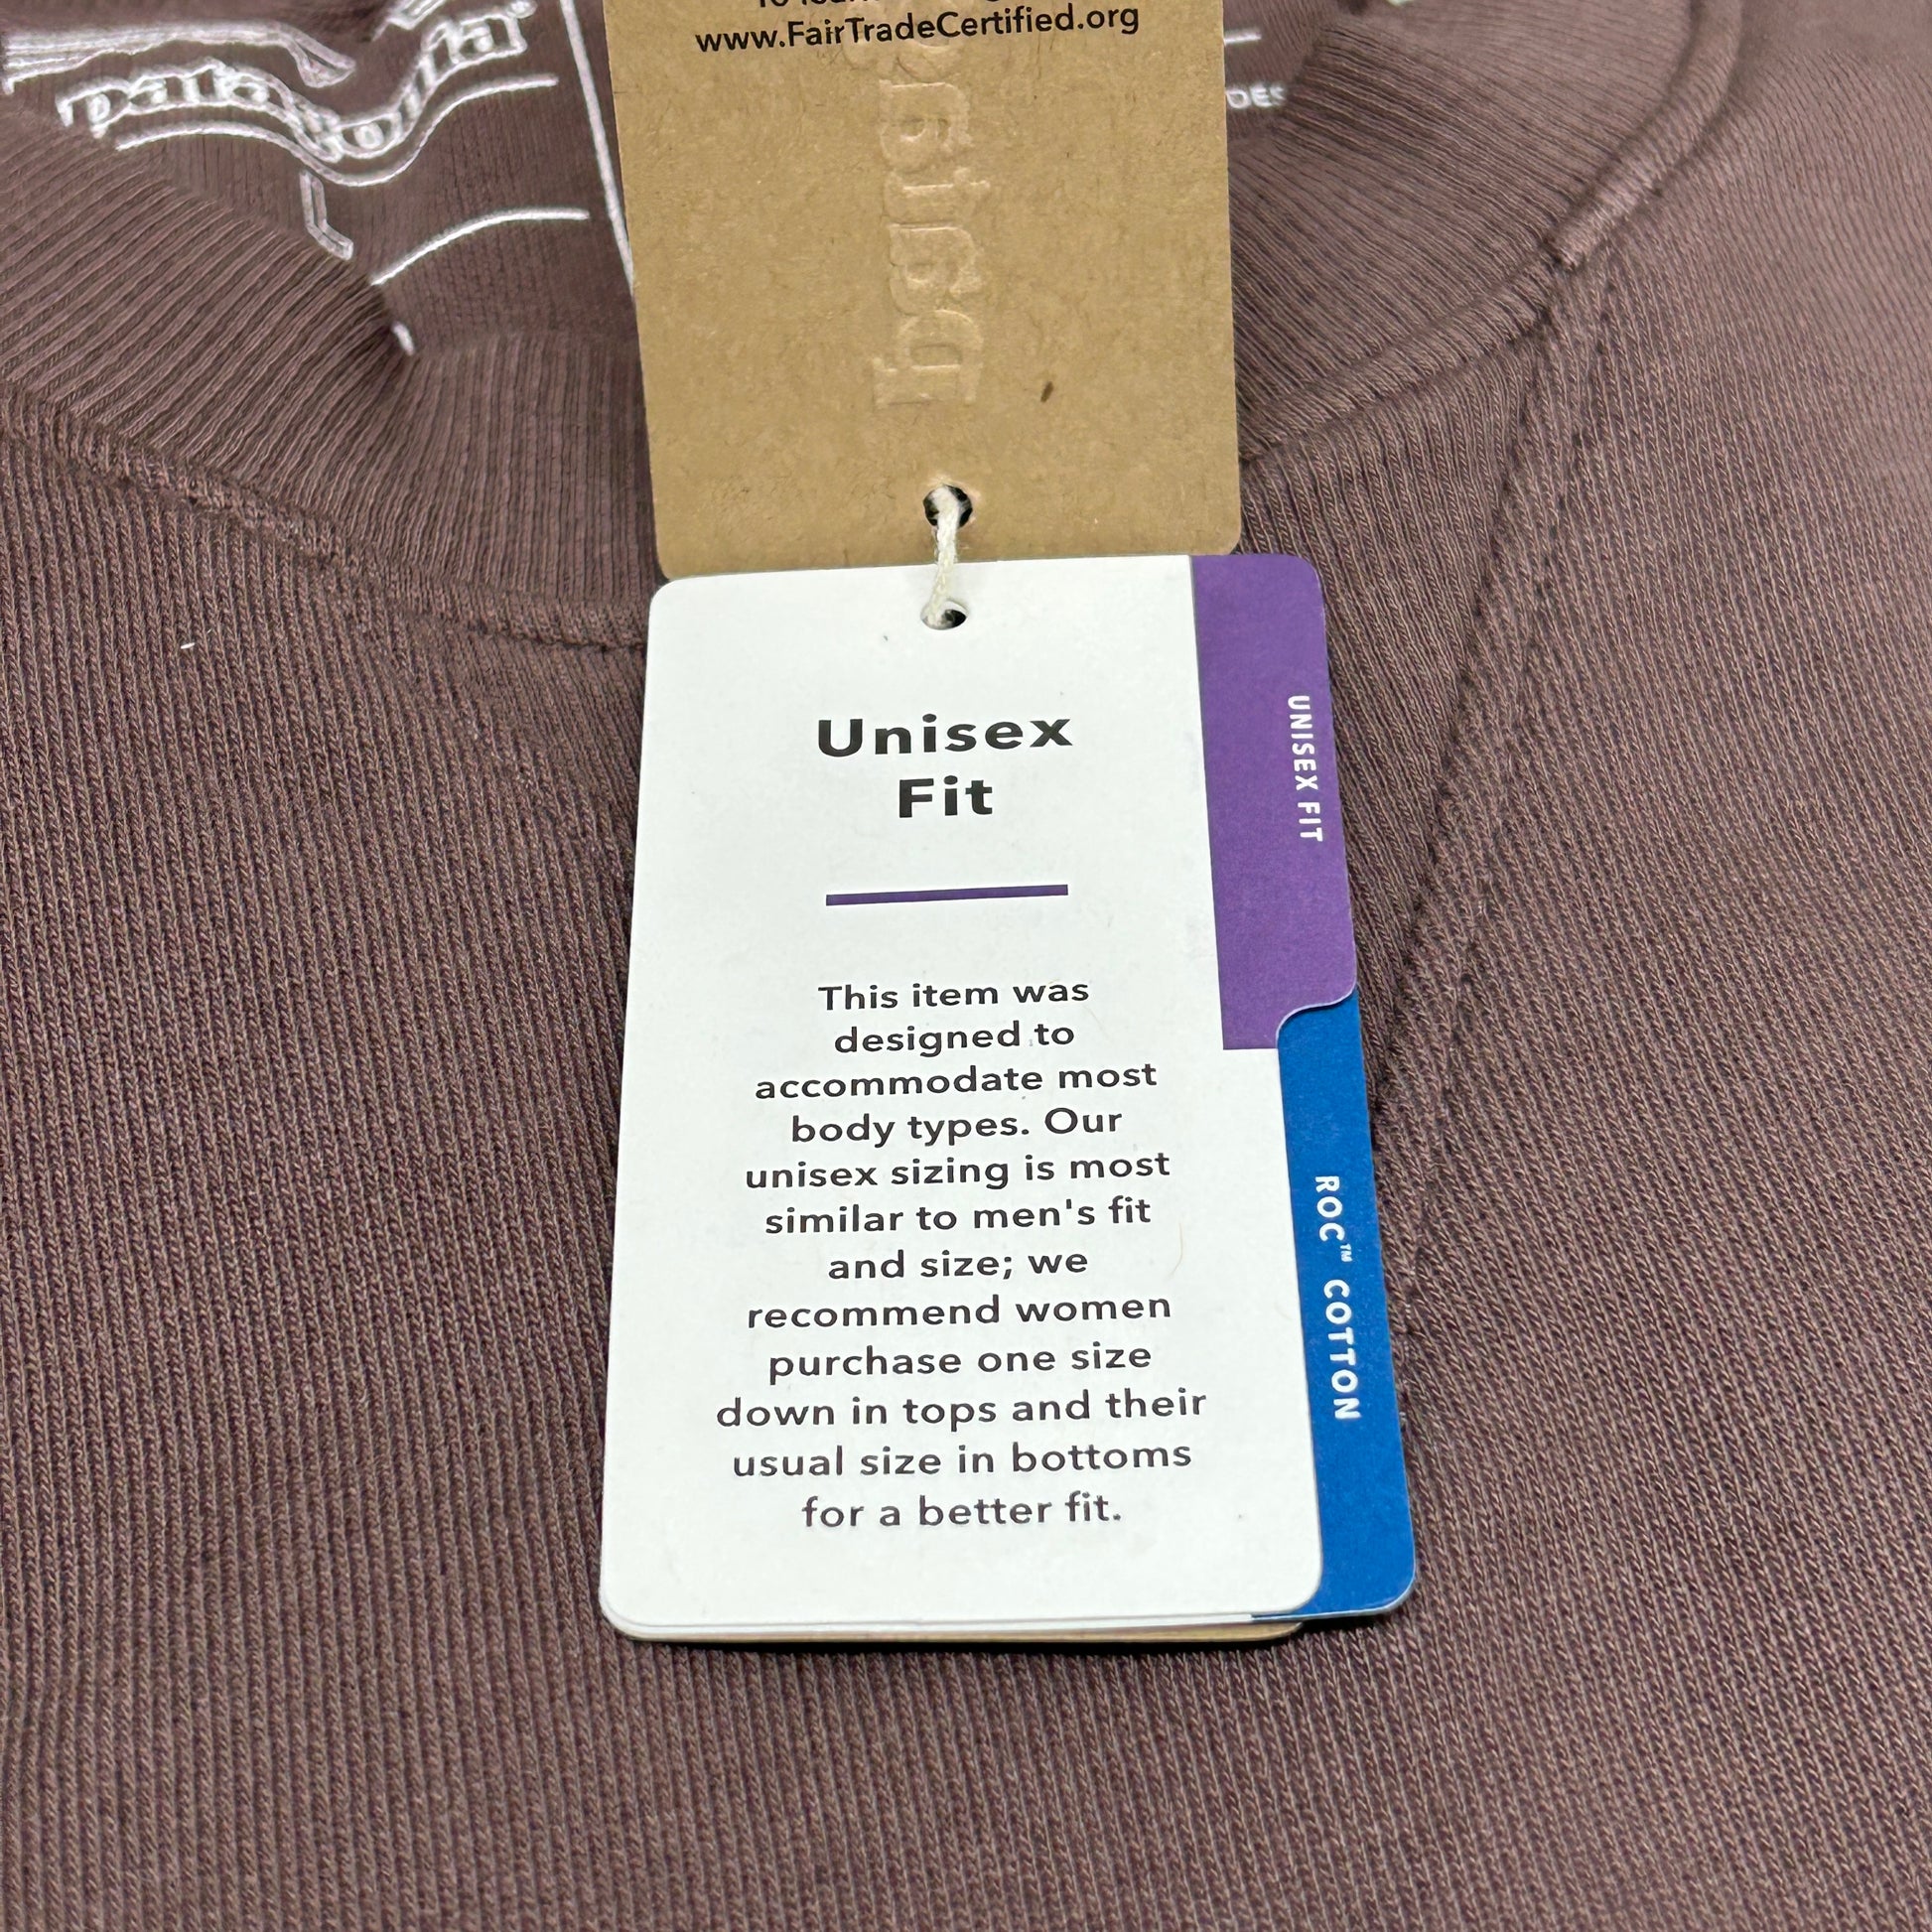 www.FairTradeCertified.org
patagonia®
patag
Unisex
Fit
This item was
designed to
accommodate most
body types. Our
unisex sizing is most
similar to men's fit
and size; we
recommend women
purchase one size
down in tops and their
usual size in bottoms
for a better fit.
UNISEX FIT
ROC™ COTTON